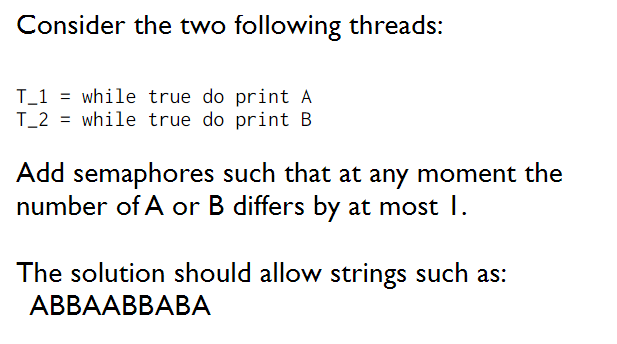 Consider the two following threads:
T_1 = while true do print A
T_2 = while true do print B
Add semaphores such that at any moment the
number of A or B differs by at most 1.
The solution should allow strings such as:
ABBAABBABA